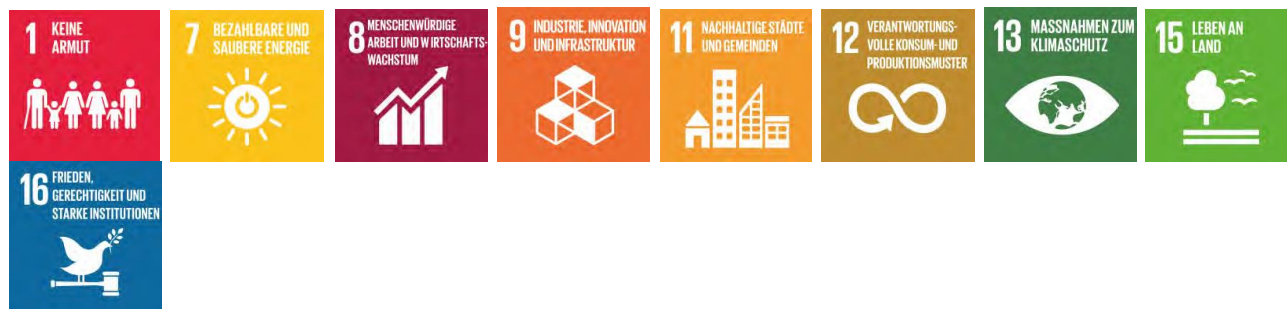 1 KEINE
ARMUT
7 BEZAHLBARE UND
SAUBERE ENERGIE
8 MENSCHENWÜRDIGE
ARBEIT UND WIRTSCHAFTS-
WACHSTUM
9 INDUSTRIE, INNOVATION
UND INFRASTRUKTUR
11 NACHHALTIGE STÄDTE
UND GEMEINDEN
12 VERANTWORTUNGS-
VOLLE KONSUM- UND
PRODUKTIONSMUSTER
13 MASSNAHMEN ZUM
KLIMASCHUTZ
15 LEBEN AN
LAND
16 FRIEDEN,
GERECHTIGKEIT UND
STARKE INSTITUTIONEN